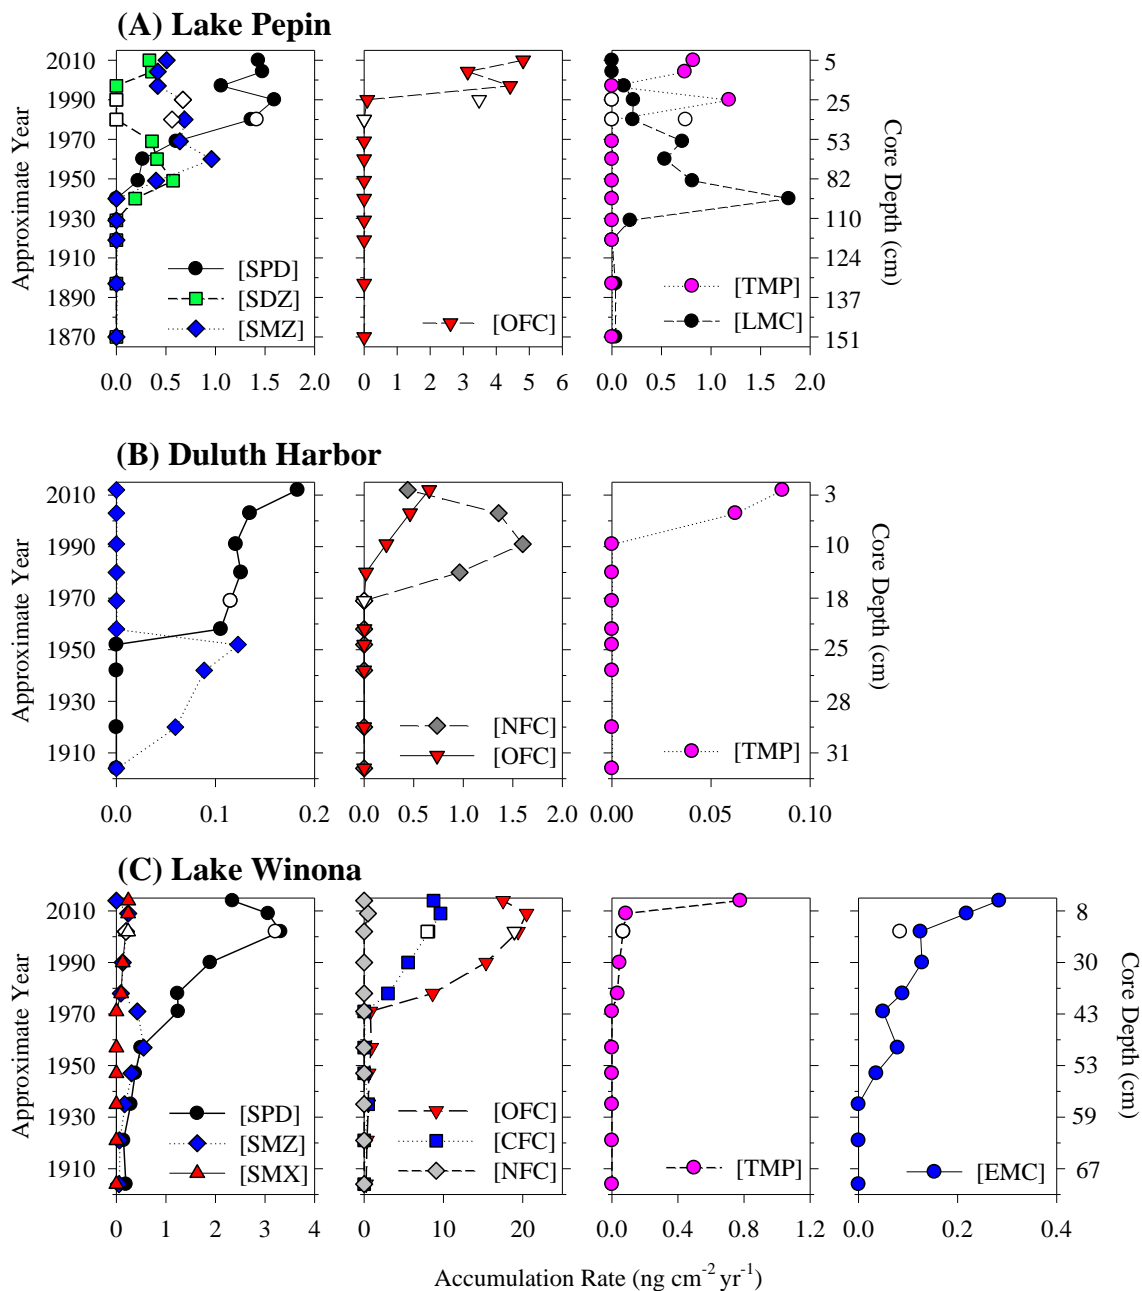 (A) Lake Pepin
Approximate Year
2010
1990
1970
1950
1930
1910
1890
1870
[SPD]
[SDZ]
[SMZ]
0.0 0.5 1.0 1.5 2.0
[OFC]
0 1 2 3 4 5 6
[TMP]
[LMC]
0.0 0.5 1.0 1.5 2.0
5
25
53
82
110
124
137
151
Core Depth (cm)
(B) Duluth Harbor
Approximate Year
2010
1990
1970
1950
1930
1910
0.0 0.1 0.2
[NFC]
[OFC]
0.0 0.5 1.0 1.5 2.0
[TMP]
0.00 0.05 0.10
3
10
18
25
28
31
Core Depth (cm)
(C) Lake Winona
Approximate Year
2010
1990
1970
1950
1930
1910
[SPD]
[SMZ]
[SMX]
0 1 2 3 4
[OFC]
[CFC]
[NFC]
0 10 20
[TMP]
0.0 0.4 0.8 1.2
[EMC]
0.0 0.2 0.4
8
30
43
53
59
67
Core Depth (cm)
Accumulation Rate (ng cm⁻² yr⁻¹)